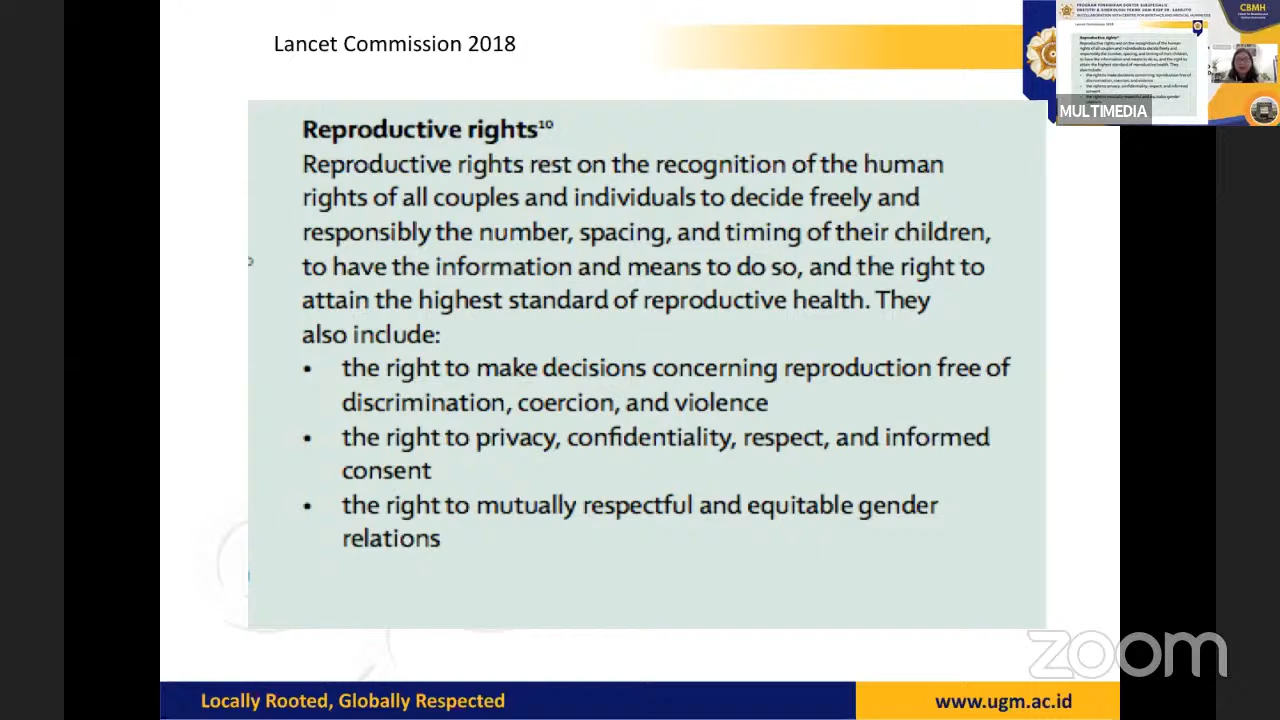 Lancet Commission 2018
PROGRAM PENDIDIKAN DOKTER SUBSPESIALIS
CBMH
MULTIMEDIA
Reproductive rights¹⁰
Reproductive rights rest on the recognition of the human
rights of all couples and individuals to decide freely and
responsibly the number, spacing, and timing of their children,
to have the information and means to do so, and the right to
attain the highest standard of reproductive health. They
also include:
• the right to make decisions concerning reproduction free of
discrimination, coercion, and violence
• the right to privacy, confidentiality, respect, and informed
consent
• the right to mutually respectful and equitable gender
relations
zoom
Locally Rooted, Globally Respected
www.ugm.ac.id